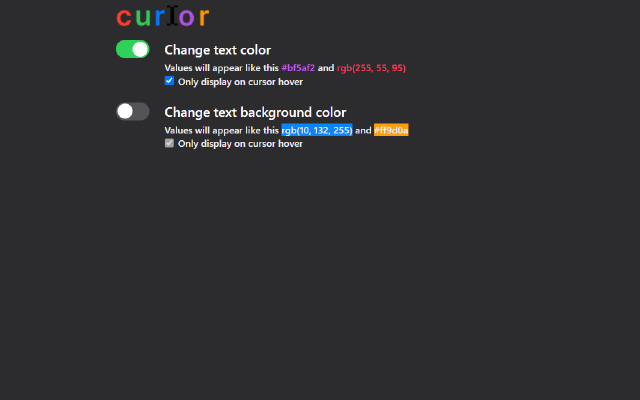 curIor
Change text color
Values will appear like this #bf5af2 and rgb(255, 55, 95)
Only display on cursor hover
Change text background color
Values will appear like this rgb(10, 132, 255) and #ff9d0a
Only display on cursor hover